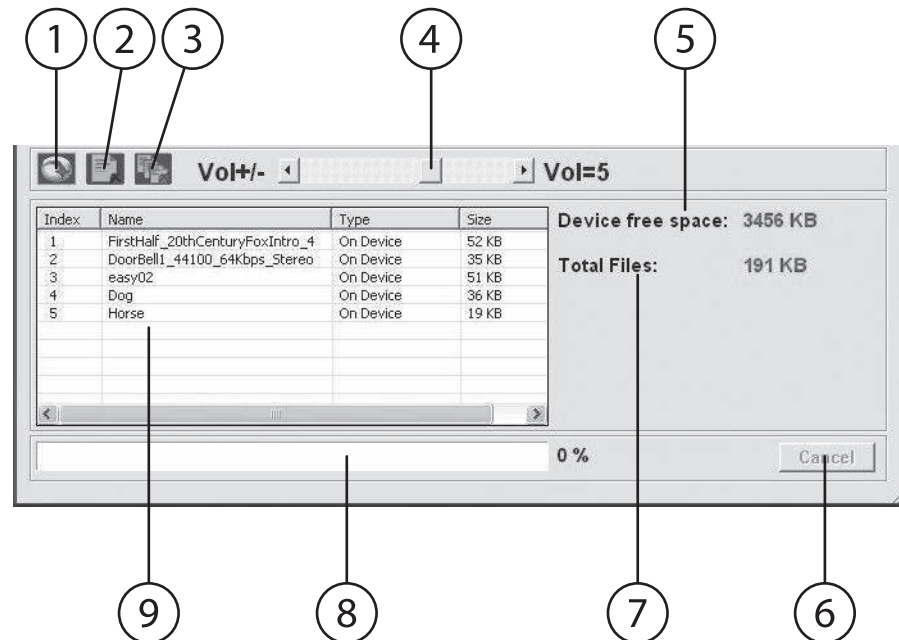 1 2 3 4 5
Vol+/- Vol=5
Index Name Type Size
1 FirstHalf_20thCenturyFoxIntro_4 On Device 52 KB
2 DoorBell1_44100_64Kbps_Stereo On Device 35 KB
3 easy02 On Device 51 KB
4 Dog On Device 36 KB
5 Horse On Device 19 KB
Device free space: 3456 KB
Total Files: 191 KB
0 % Cancel
9 8 7 6